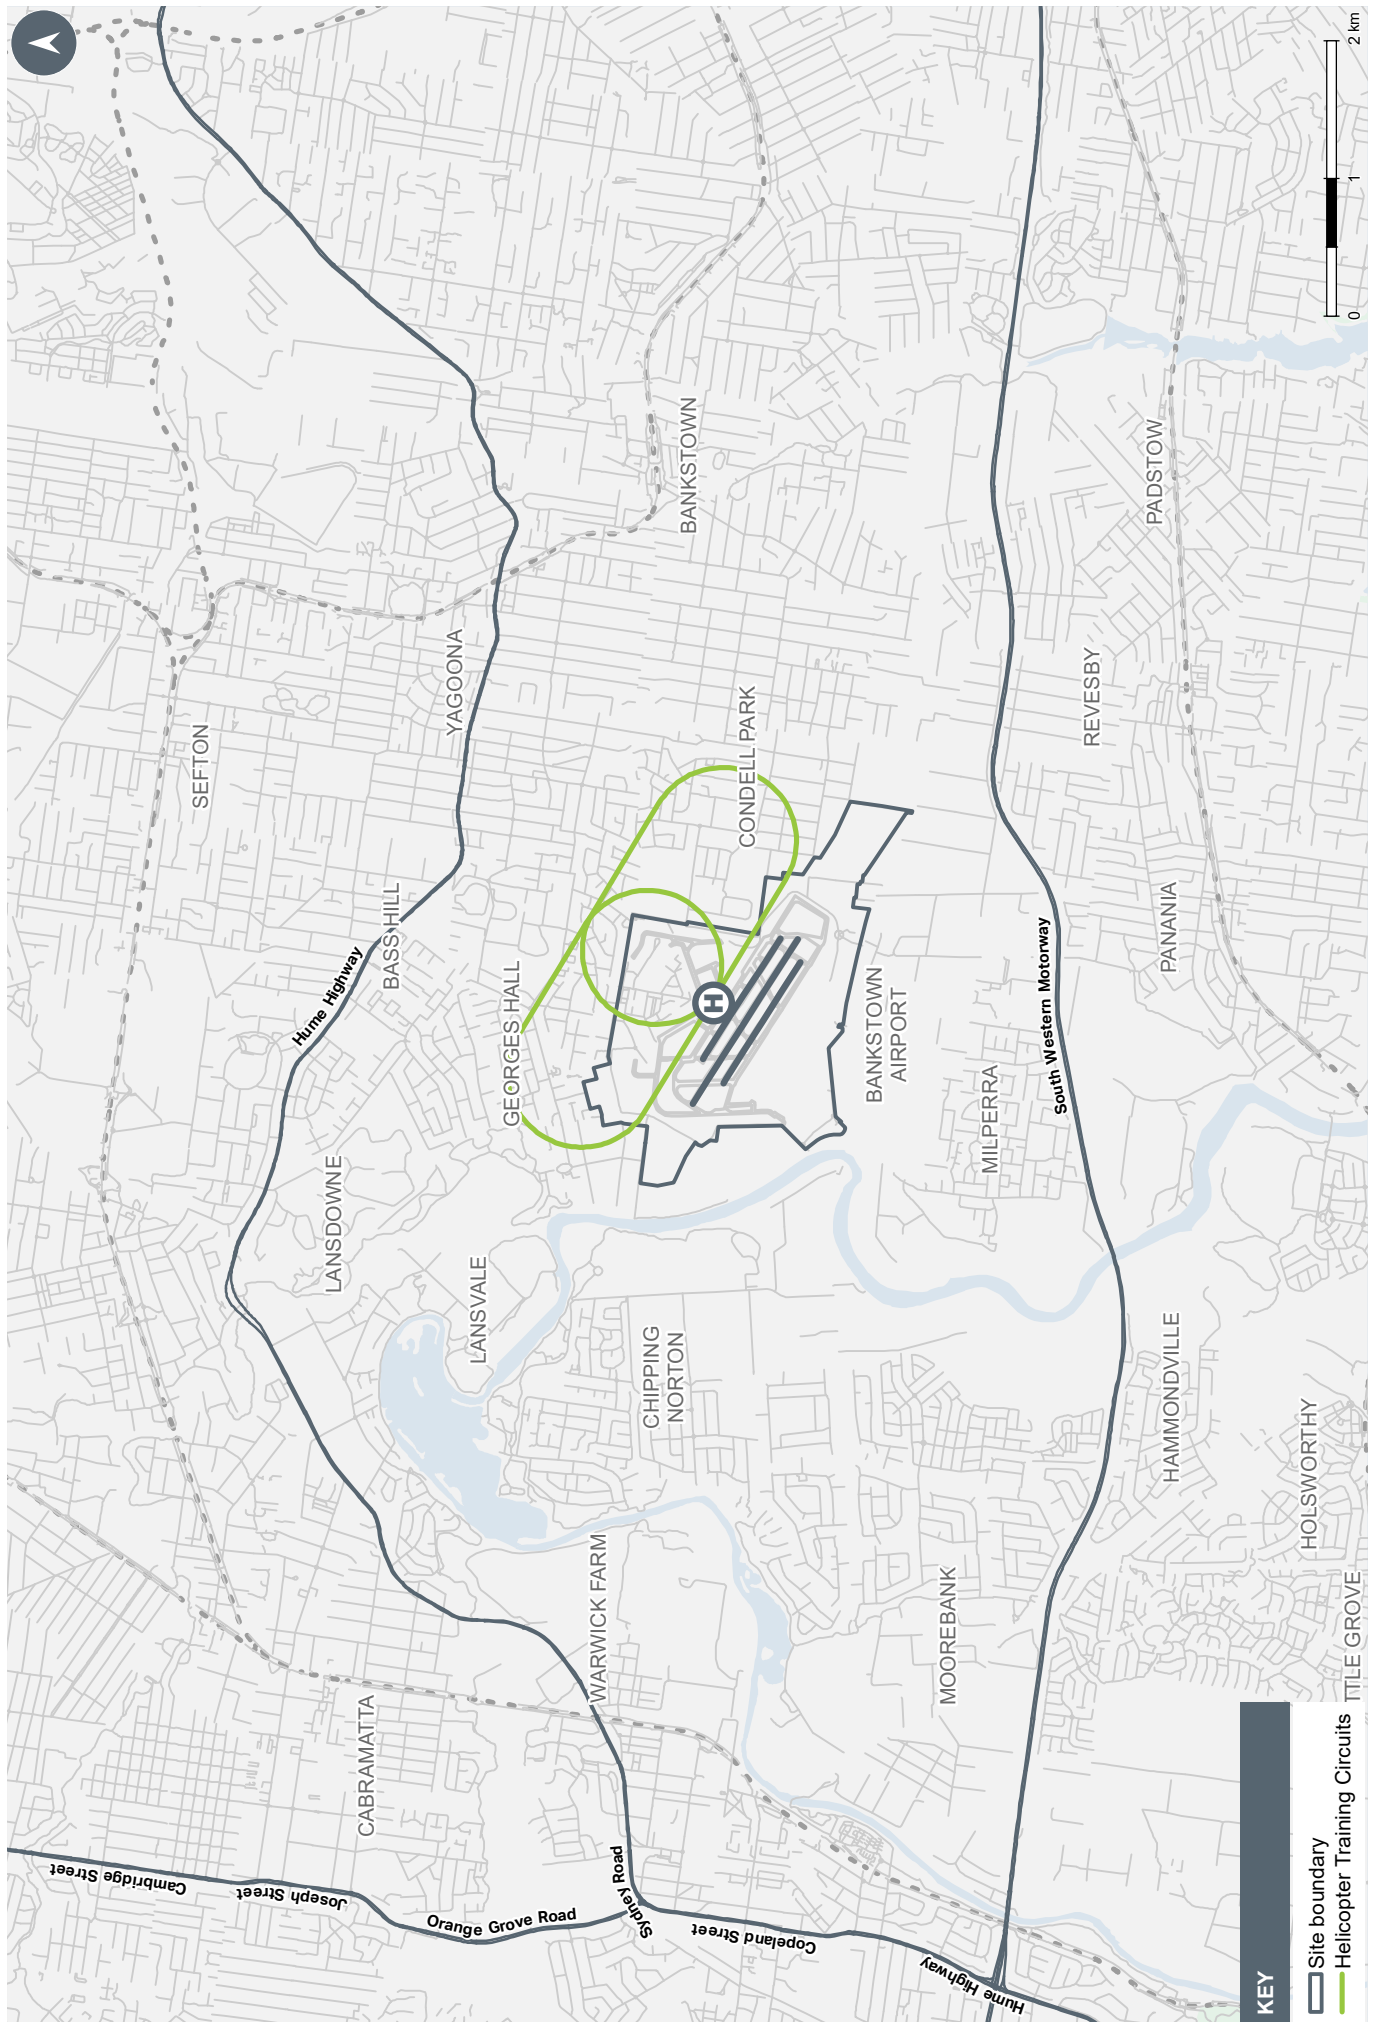 SEFTON
YAGOONA
BANKSTOWN
BASS HILL
Hume Highway
GEORGES HALL
CONDELL PARK
H
BANKSTOWN
AIRPORT
LANSDOWNE
LANSVALE
CHIPPING
NORTON
MILPERRA
South Western Motorway
REVESBY
PADSTOW
PANANIA
HAMMONDVILLE
HOLSWORTHY
TTLE GROVE
MOOREBANK
WARWICK FARM
CABRAMATTA
Cambridge Street
Joseph Street
Orange Grove Road
Sydney Road
Copeland Street
Hume Highway
0
1
2 km
KEY
Site boundary
Helicopter Training Circuits